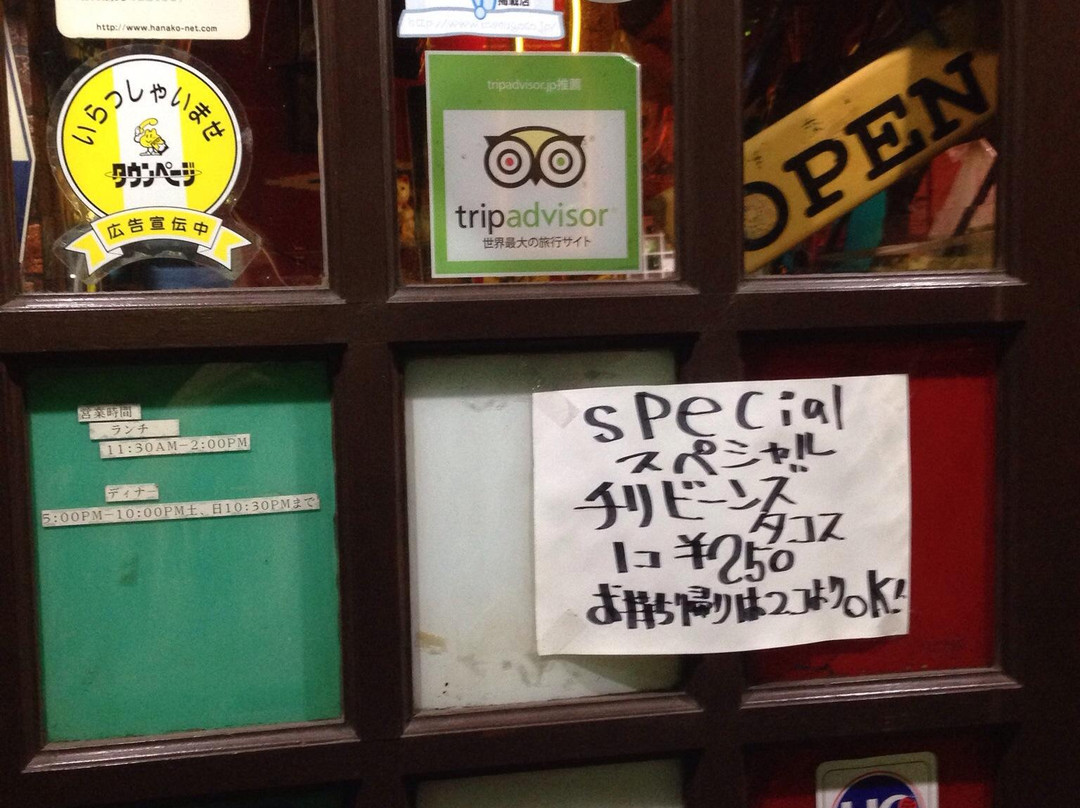 http://www.hanako-net.com
掲載店
いらっしゃいませ
タウンページ
広告宣伝中
tripadvisor.jp推薦
tripadvisor
世界最大の旅行サイト
OPEN
営業時間
ランチ
11:30AM−2:00PM
ディナー
5:00PM−10:00PM土、日10:30PMまで
special
スペシャル
チリビーンズ
タコス
1コ ¥250
お持ち帰りは2コよりOK!